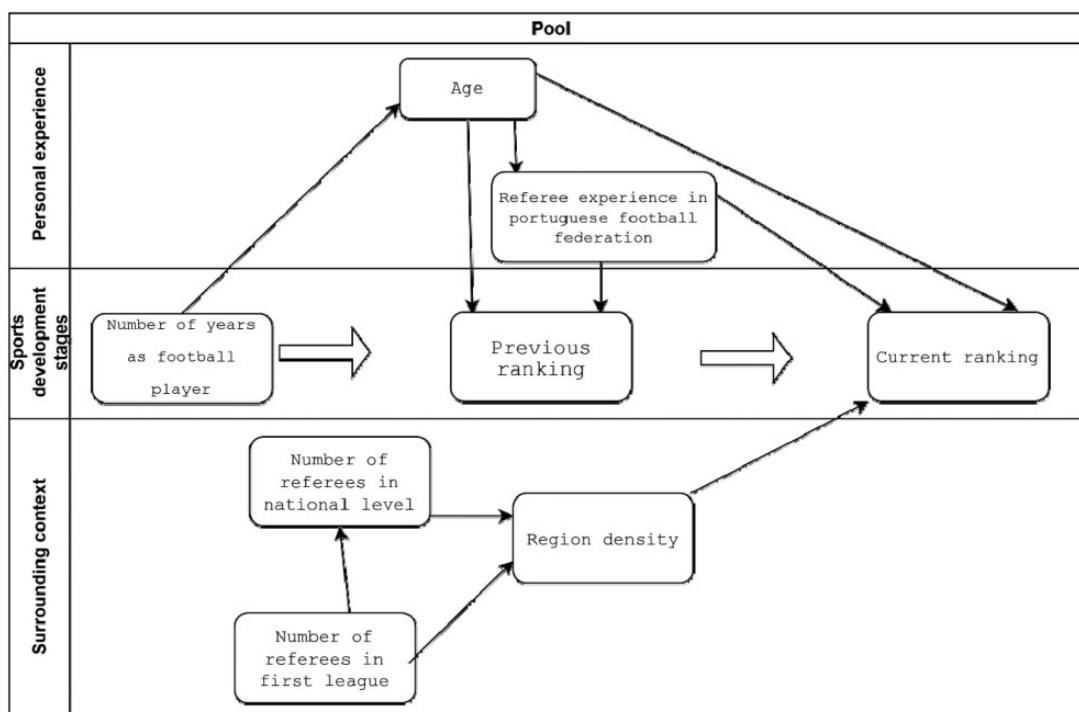 Pool
Personal experience
Age
Referee experience in
portuguese football
federation
Sports
development
stages
Number of years
as football
player
Previous
ranking
Current ranking
Surrounding context
Number of
referees in
national level
Region density
Number of
referees in
first league